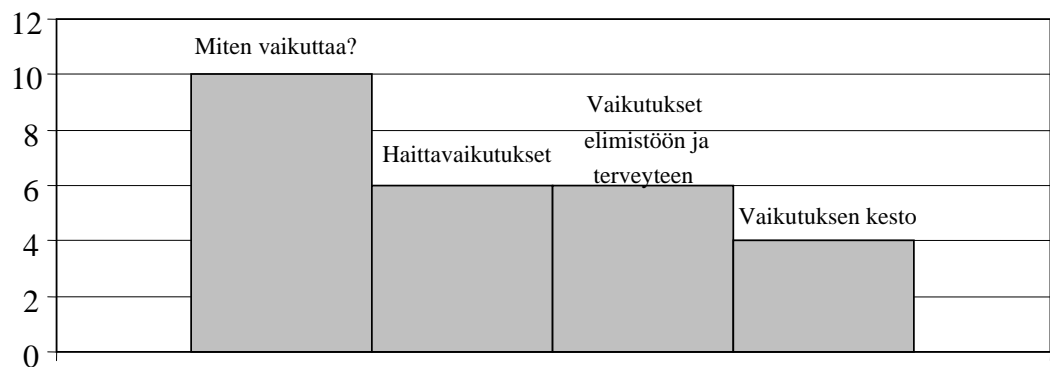 12
10
8
6
4
2
0
Miten vaikuttaa?
Haittavaikutukset
Vaikutukset
elimistöön ja
terveyteen
Vaikutuksen kesto